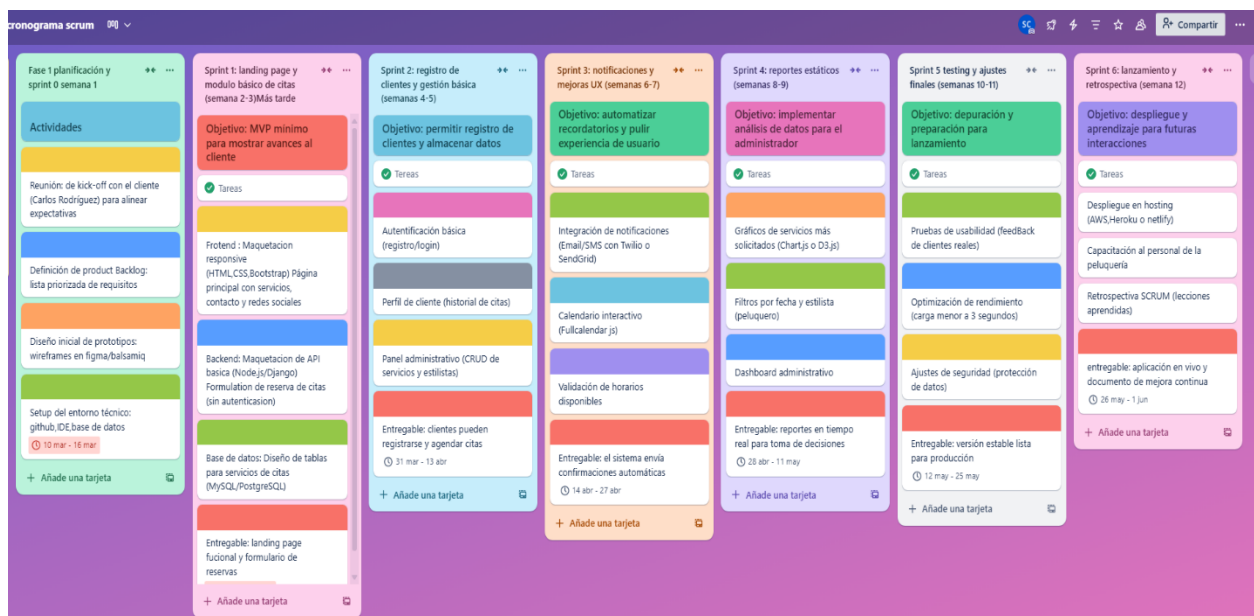 cronograma scrum
SC
Compartir
Fase 1 planificación y
sprint 0 semana 1
Actividades
Reunión: de kick-off con el cliente
(Carlos Rodríguez) para alinear
expectativas
Definición de product Backlog:
lista priorizada de requisitos
Diseño inicial de prototipos:
wireframes en figma/balsamiq
Setup del entorno técnico:
github,IDE,base de datos
10 mar - 16 mar
+ Añade una tarjeta
Sprint 1: landing page y
modulo básico de citas
(semana 2-3)Más tarde
Objetivo: MVP minimo
para mostrar avances al
cliente
Tareas
Frotend : Maquetacion
responsive
(HTML,CSS,Bootstrap) Página
principal con servicios,
contacto y redes sociales
Backend: Maquetacion de API
basica (Node.js/Django)
Formulation de reserva de citas
(sin autenticasion)
Base de datos: Diseño de tablas
para servicios de citas
(MySQL/PostgreSQL)
Entregable: landing page
fucional y formulario de
reservas
+ Añade una tarjeta
Sprint 2: registro de
clientes y gestión básica
(semanas 4-5)
Objetivo: permitir registro de
clientes y almacenar datos
Tereas
Autentificación básica
(registro/login)
Perfil de cliente (historial de citas)
Panel administrativo (CRUD de
servicios y estilistas)
Entregable: clientes pueden
registrarse y agendar citas
31 mar - 13 abr
+ Añade una tarjeta
Sprint 3: notificaciones y
mejoras UX (semanas 6-7)
Objetivo: automatizar
recordatorios y pulir
experiencia de usuario
Tareas
Integración de notificaciones
(Email/SMS con Twilio o
SendGrid)
Calendario interactivo
(Fullcalendar js)
Validación de horarios
disponibles
Entregable: el sistema envía
confirmaciones automáticas
14 abr - 27 abr
+ Añade una tarjeta
Sprint 4: reportes estáticos
(semanas 8-9)
Objetivo: implementar
análisis de datos para el
administrador
Tareas
Gráficos de servicios más
solicitados (Chart.js o D3.js)
Filtros por fecha y estilista
(peluquero)
Dashboard administrativo
Entregable: reportes en tiempo
real para toma de decisiones
28 abr - 11 may
+ Añade una tarjeta
Sprint 5 testing y ajustes
finales (semanas 10-11)
Objetivo: depuración y
preparación para
lanzamiento
Tareas
Pruebas de usabilidad (feedBack
de clientes reales)
Optimización de rendimiento
(carga menor a 3 segundos)
Ajustes de seguridad (protección
de datos)
Entregable: versión estable lista
para producción
12 may - 25 may
+ Añade una tarjeta
Sprint 6: lanzamiento y
retrospectiva (semana 12)
Objetivo: despliegue y
aprendizaje para futuras
interacciones
Tareas
Despliegue en hosting
(AWS,Heroku o netlify)
Capacitación al personal de la
peluquería
Retrospectiva SCRUM (lecciones
aprendidas)
entregable: aplicación en vivo y
documento de mejora continua
26 may - 1 jun
+ Añade una tarjeta